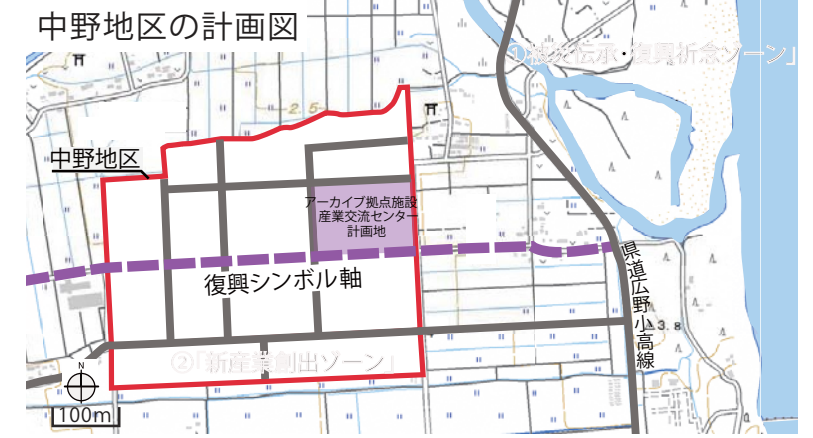 中野地区の計画図
①被災伝承・復興祈念ゾーン」
2.5
中野地区
アーカイブ拠点施設
産業交流センター
計画地
復興シンボル軸
県道広野小高線
3.8
②「新産業創出ゾーン」
N
100m